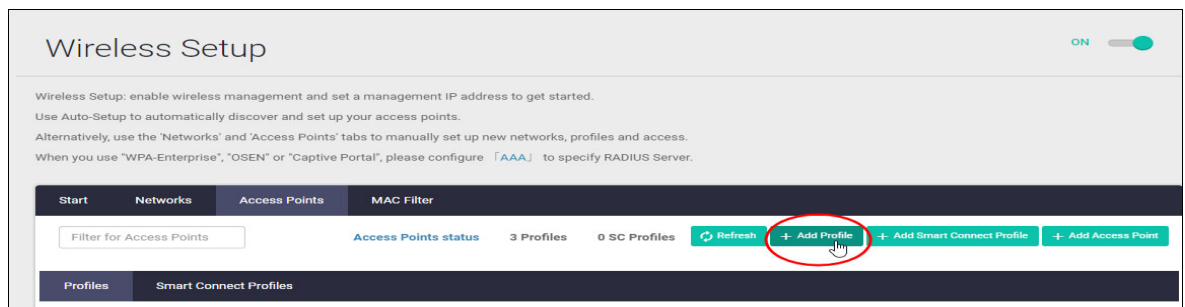 Wireless Setup
ON
Wireless Setup: enable wireless management and set a management IP address to get started.
Use Auto-Setup to automatically discover and set up your access points.
Alternatively, use the 'Networks' and 'Access Points' tabs to manually set up new networks, profiles and access.
When you use "WPA-Enterprise", "OSEN" or "Captive Portal", please configure 「AAA」 to specify RADIUS Server.
Start Networks Access Points MAC Filter
Filter for Access Points Access Points status 3 Profiles 0 SC Profiles Refresh + Add Profile + Add Smart Connect Profile + Add Access Point
Profiles Smart Connect Profiles